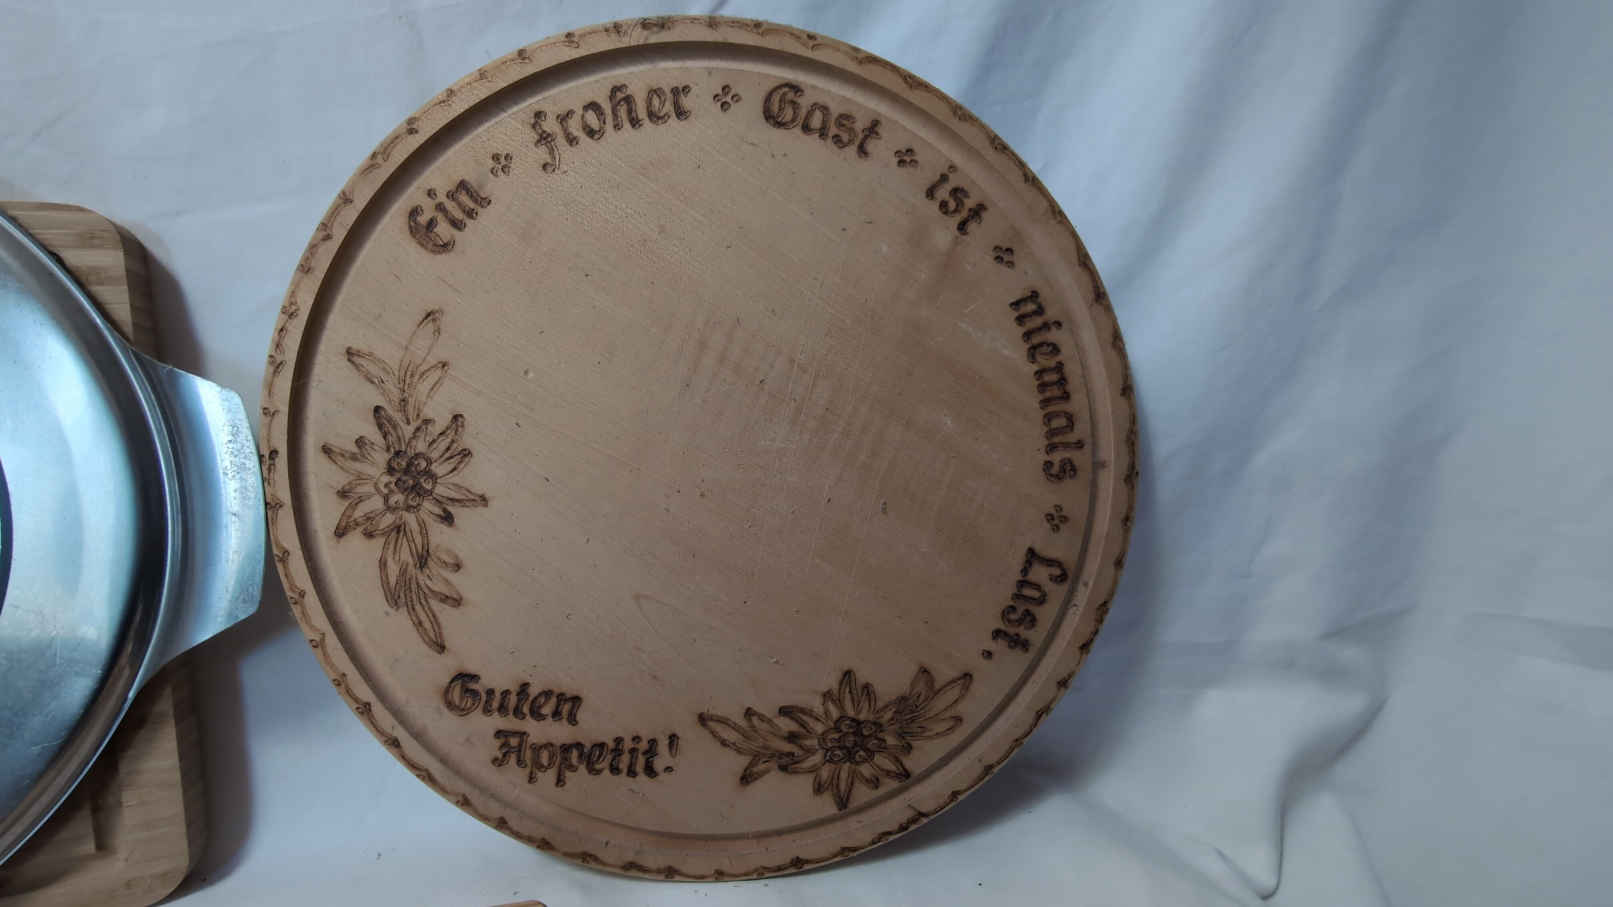 Ein froher Gast ist niemals Last.
Guten
Appetit!